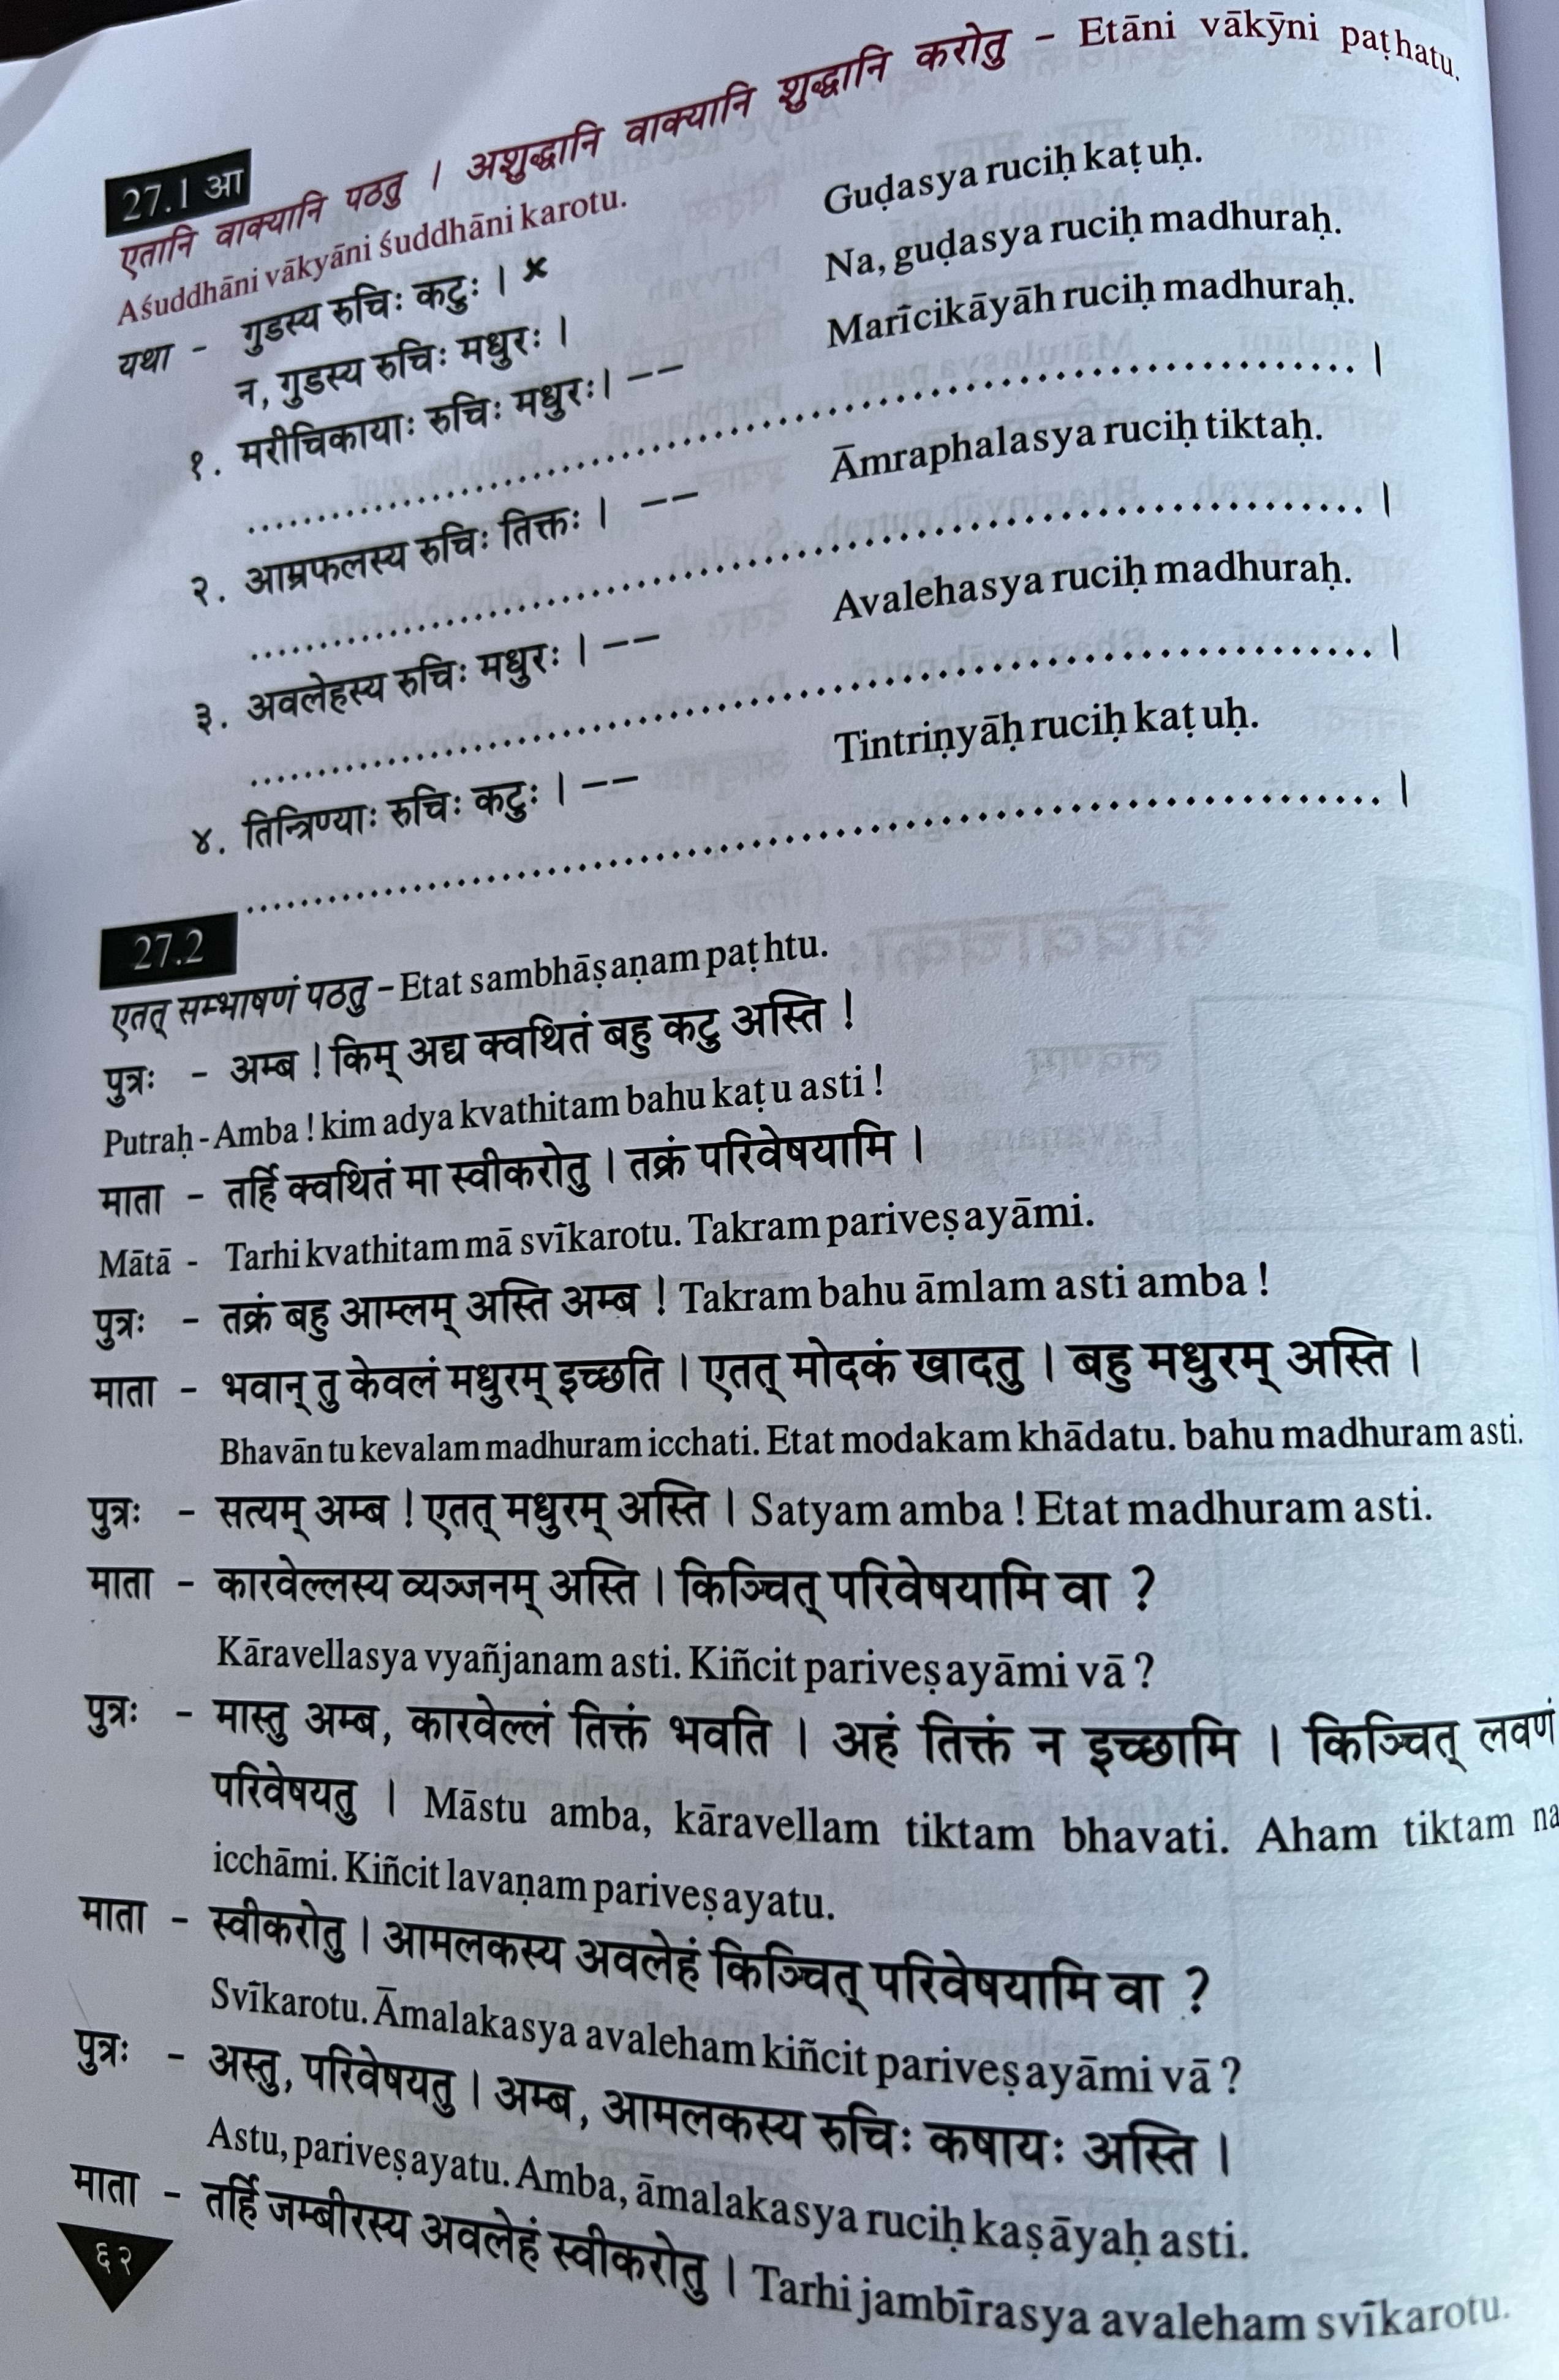 27.1 आ
एतानि वाक्यानि पठतु । अशुद्धानि वाक्यानि शुद्धानि करोतु – Etāni vākȳni paṭhatu.
Aśuddhāni vākyāni śuddhāni karotu.
यथा - गुडस्य रुचिः कटुः । × Guḍasya ruciḥ kaṭuḥ.
न, गुडस्य रुचिः मधुरः । Na, guḍasya ruciḥ madhuraḥ.
१. मरीचिकायाः रुचिः मधुरः। –– Marīcikāyāh ruciḥ madhuraḥ.
.................................................. ।
२. आम्रफलस्य रुचिः तिक्तः । –– Āmraphalasya ruciḥ tiktaḥ.
.................................................. ।
३. अवलेहस्य रुचिः मधुरः । –– Avalehasya ruciḥ madhuraḥ.
.................................................. ।
४. तिन्त्रिण्याः रुचिः कटुः । –– Tintriṇyāḥ ruciḥ kaṭuḥ.
.................................................. ।
27.2
एतत् सम्भाषणं पठतु – Etat sambhāṣaṇam paṭhtu.
पुत्रः - अम्ब ! किम् अद्य क्वथितं बहु कटु अस्ति !
Putraḥ - Amba ! kim adya kvathitam bahu kaṭu asti !
माता - तर्हि क्वथितं मा स्वीकरोतु । तक्रं परिवेषयामि ।
Mātā - Tarhi kvathitam mā svīkarotu. Takram pariveṣayāmi.
पुत्रः - तक्रं बहु आम्लम् अस्ति अम्ब ! Takram bahu āmlam asti amba !
माता - भवान् तु केवलं मधुरम् इच्छति । एतत् मोदकं खादतु । बहु मधुरम् अस्ति ।
Bhavān tu kevalam madhuram icchati. Etat modakam khādatu. bahu madhuram asti.
पुत्रः - सत्यम् अम्ब ! एतत् मधुरम् अस्ति । Satyam amba ! Etat madhuram asti.
माता - कारवेल्लस्य व्यञ्जनम् अस्ति । किञ्चित् परिवेषयामि वा ?
Kāravellasya vyañjanam asti. Kiñcit pariveṣayāmi vā ?
पुत्रः - मास्तु अम्ब, कारवेल्लं तिक्तं भवति । अहं तिक्तं न इच्छामि । किञ्चित् लवणं
परिवेषयतु । Māstu amba, kāravellam tiktam bhavati. Aham tiktam na
icchāmi. Kiñcit lavaṇam pariveṣayatu.
माता - स्वीकरोतु । आमलकस्य अवलेहं किञ्चित् परिवेषयामि वा ?
Svīkarotu. Āmalakasya avaleham kiñcit pariveṣayāmi vā ?
पुत्रः - अस्तु, परिवेषयतु । अम्ब, आमलकस्य रुचिः कषायः अस्ति ।
Astu, pariveṣayatu. Amba, āmalakasya ruciḥ kaṣāyaḥ asti.
माता - तर्हि जम्बीरस्य अवलेहं स्वीकरोतु । Tarhi jambīrasya avaleham svīkarotu.
६२